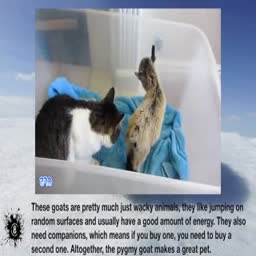 These goats are pretty much just wacky animals, they like jumping on
random surfaces and usually have a good amount of energy. They also
need companions, which means if you buy one, you need to buy a
second one. Altogether, the pygmy goat makes a great pet.